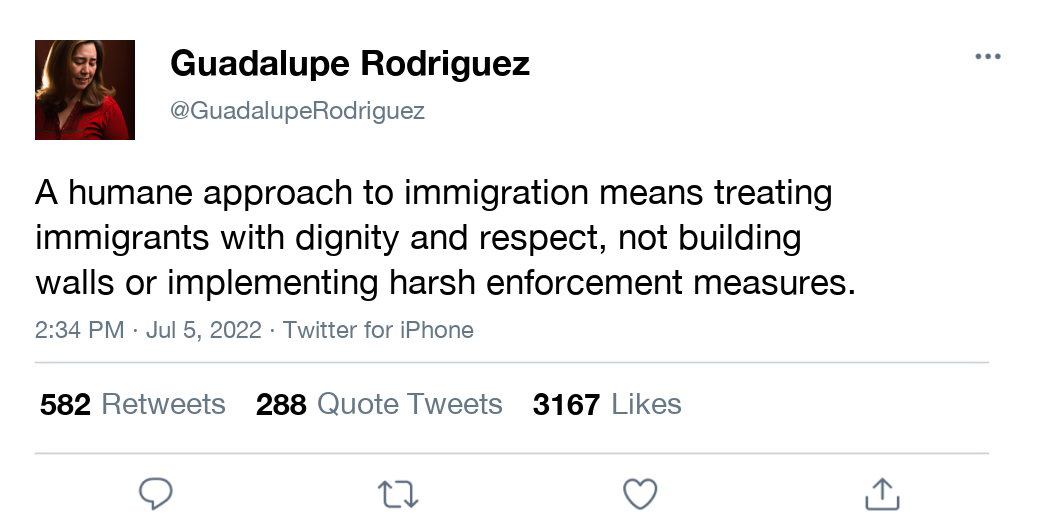 Guadalupe Rodriguez
@GuadalupeRodriguez
A humane approach to immigration means treating
immigrants with dignity and respect, not building
walls or implementing harsh enforcement measures.
2:34 PM · Jul 5, 2022 · Twitter for iPhone
582 Retweets 288 Quote Tweets 3167 Likes